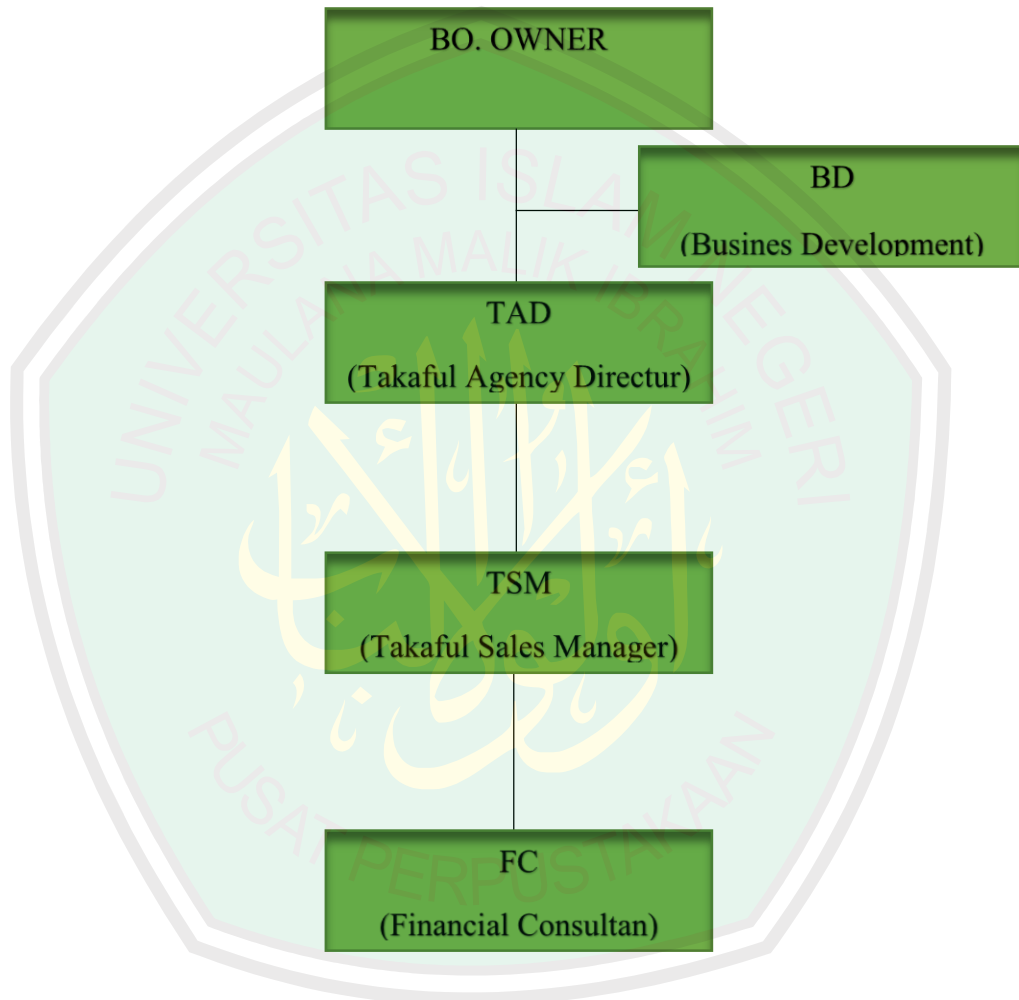 BO. OWNER
BD
(Busines Development)
TAD
(Takaful Agency Directur)
TSM
(Takaful Sales Manager)
FC
(Financial Consultan)
UNIVERSITAS ISLAM NEGERI
MAULANA MALIK IBRAHIM
PUSAT PERPUSTAKAAN